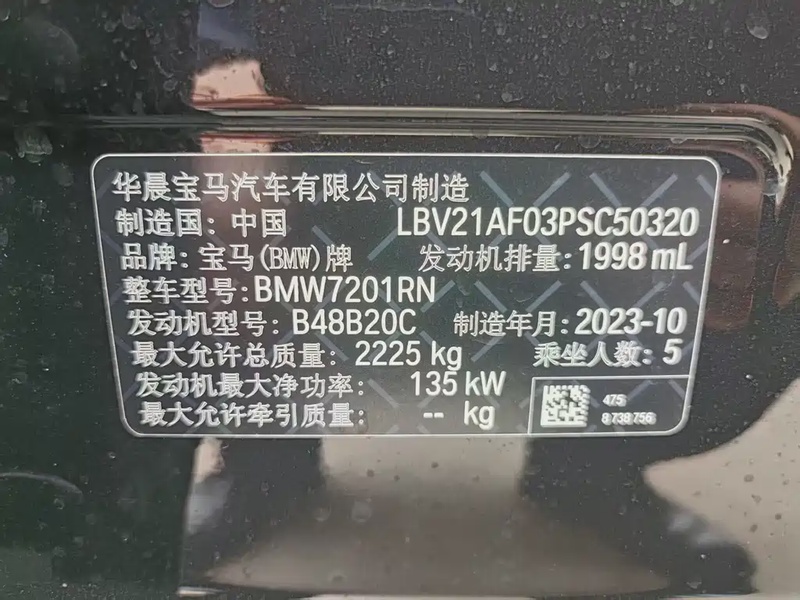 华晨宝马汽车有限公司制造
制造国: 中国 LBV21AF03PSC50320
品牌: 宝马(BMW)牌 发动机排量: 1998 mL
整车型号: BMW7201RN
发动机型号: B48B20C 制造年月: 2023-10
最大允许总质量: 2225 kg 乘坐人数: 5
发动机最大净功率: 135 kW
最大允许牵引质量: -- kg
475
8 738 756